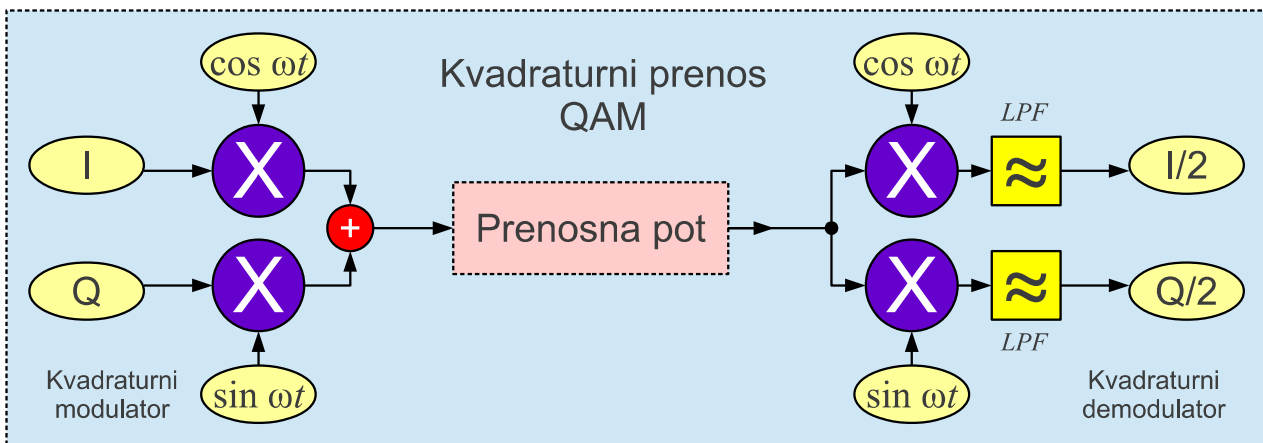 cos ωt
Kvadraturni prenos
QAM
cos ωt
LPF
I
X
X
≈
I/2
+
Prenosna pot
Q
X
X
≈
Q/2
LPF
Kvadraturni
modulator
sin ωt
sin ωt
Kvadraturni
demodulator